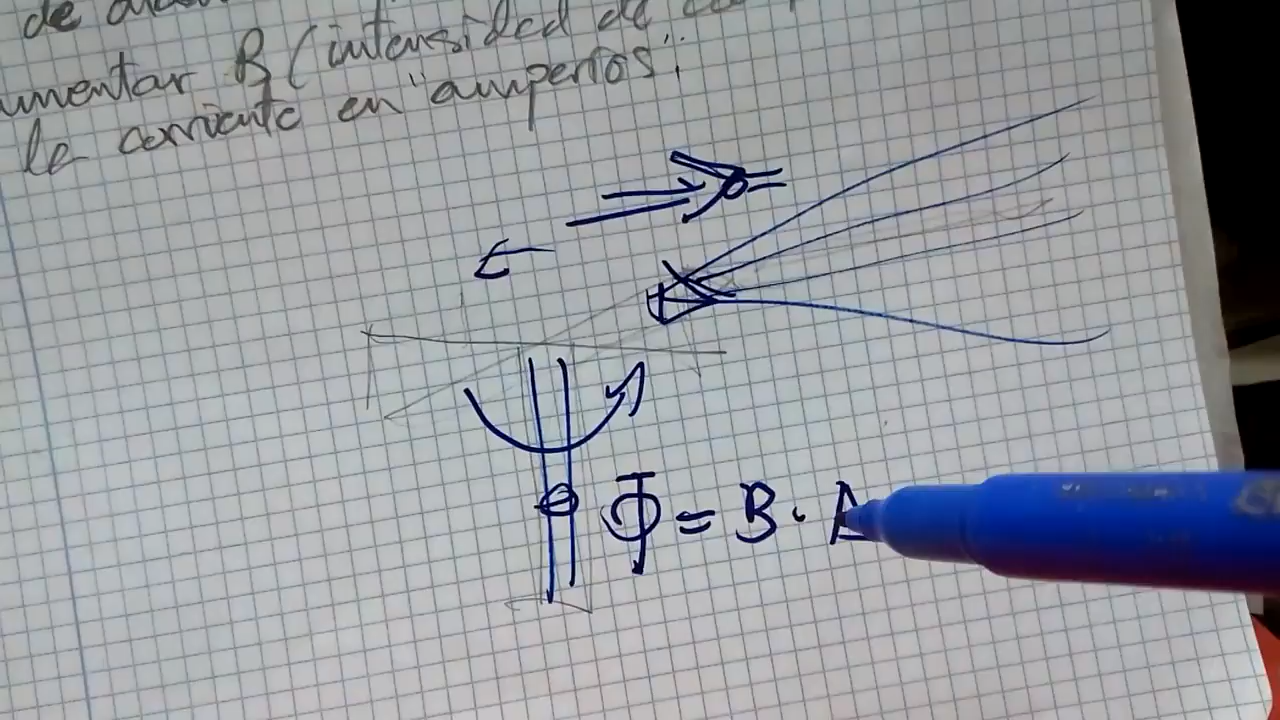 de
umentar B (intensidad de
la corriente en "amperios".
Φ = B · A